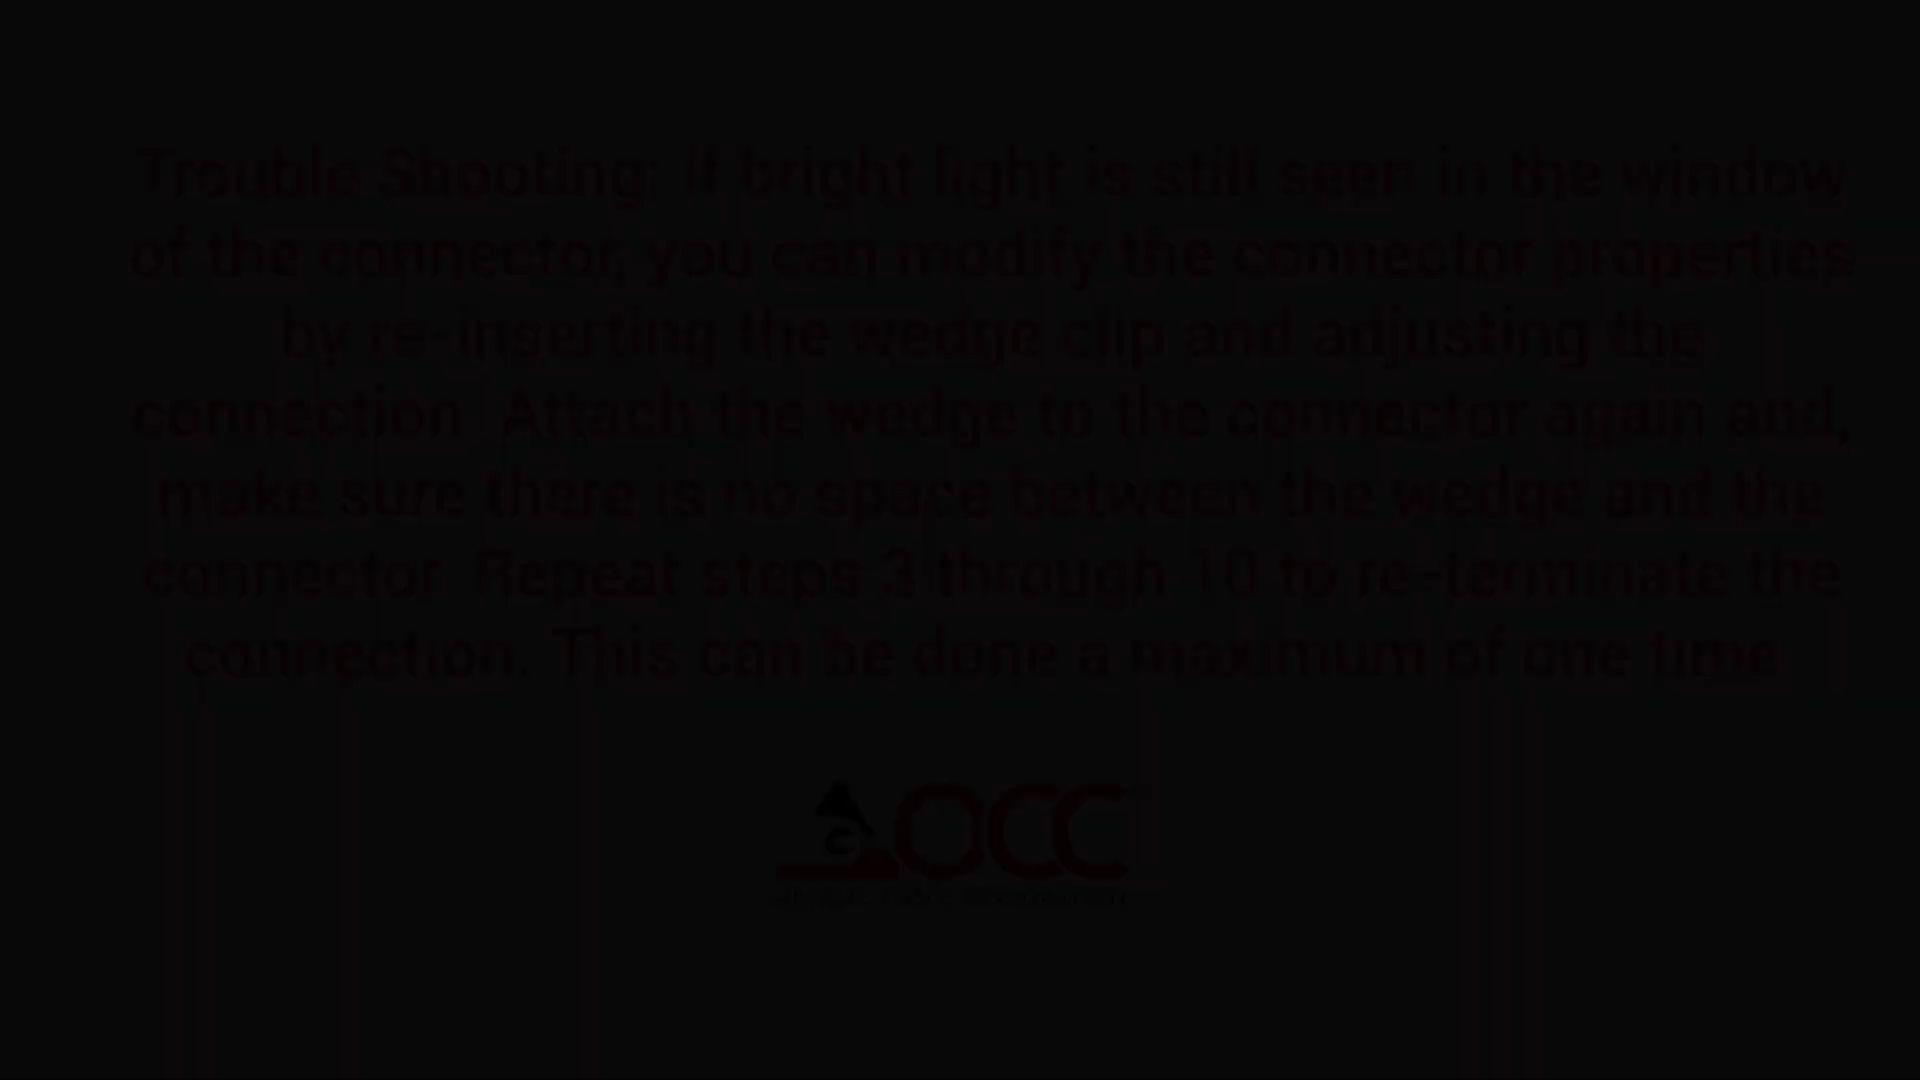 Trouble Shooting: If bright light is still seen in the window
of the connector, you can modify the connector properties
by re-inserting the wedge clip and adjusting the
connection. Attach the wedge to the connector again and,
make sure there is no space between the wedge and the
connector. Repeat steps 3 through 10 to re-terminate the
connection. This can be done a maximum of one time
OCC